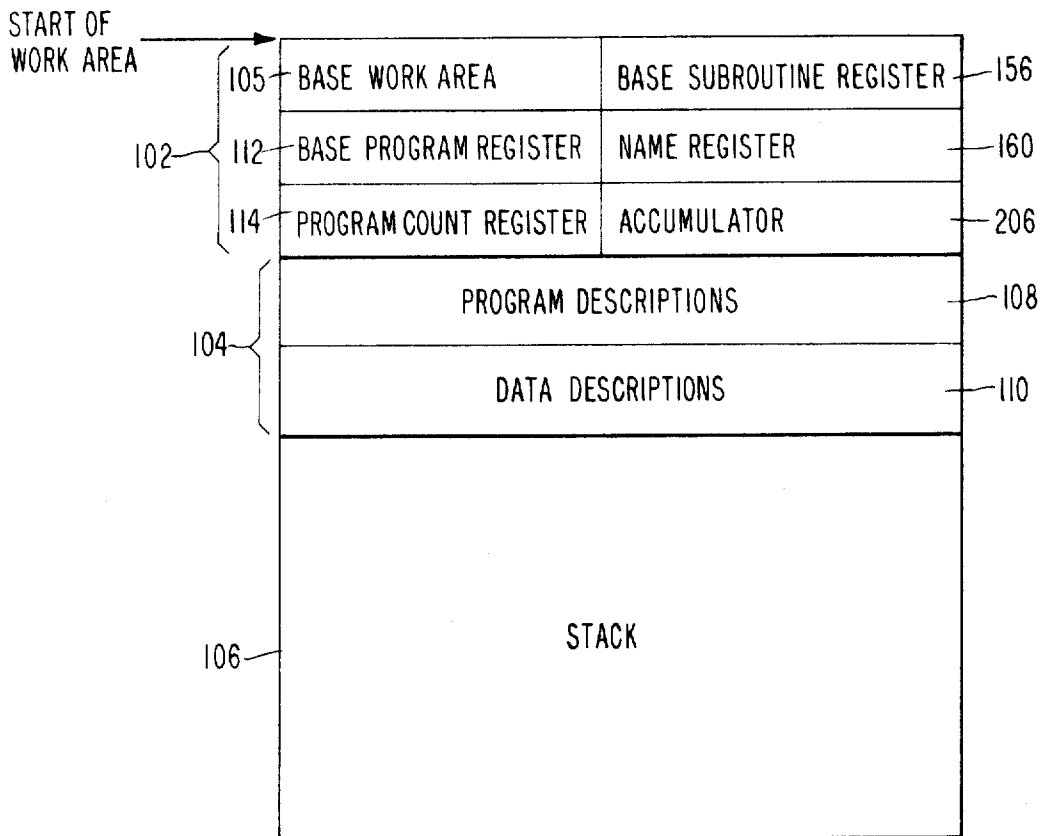 START OF
WORK AREA
105 BASE WORK AREA BASE SUBROUTINE REGISTER 156
102 112 BASE PROGRAM REGISTER NAME REGISTER 160
114 PROGRAM COUNT REGISTER ACCUMULATOR 206
PROGRAM DESCRIPTIONS 108
104
DATA DESCRIPTIONS 110
STACK
106